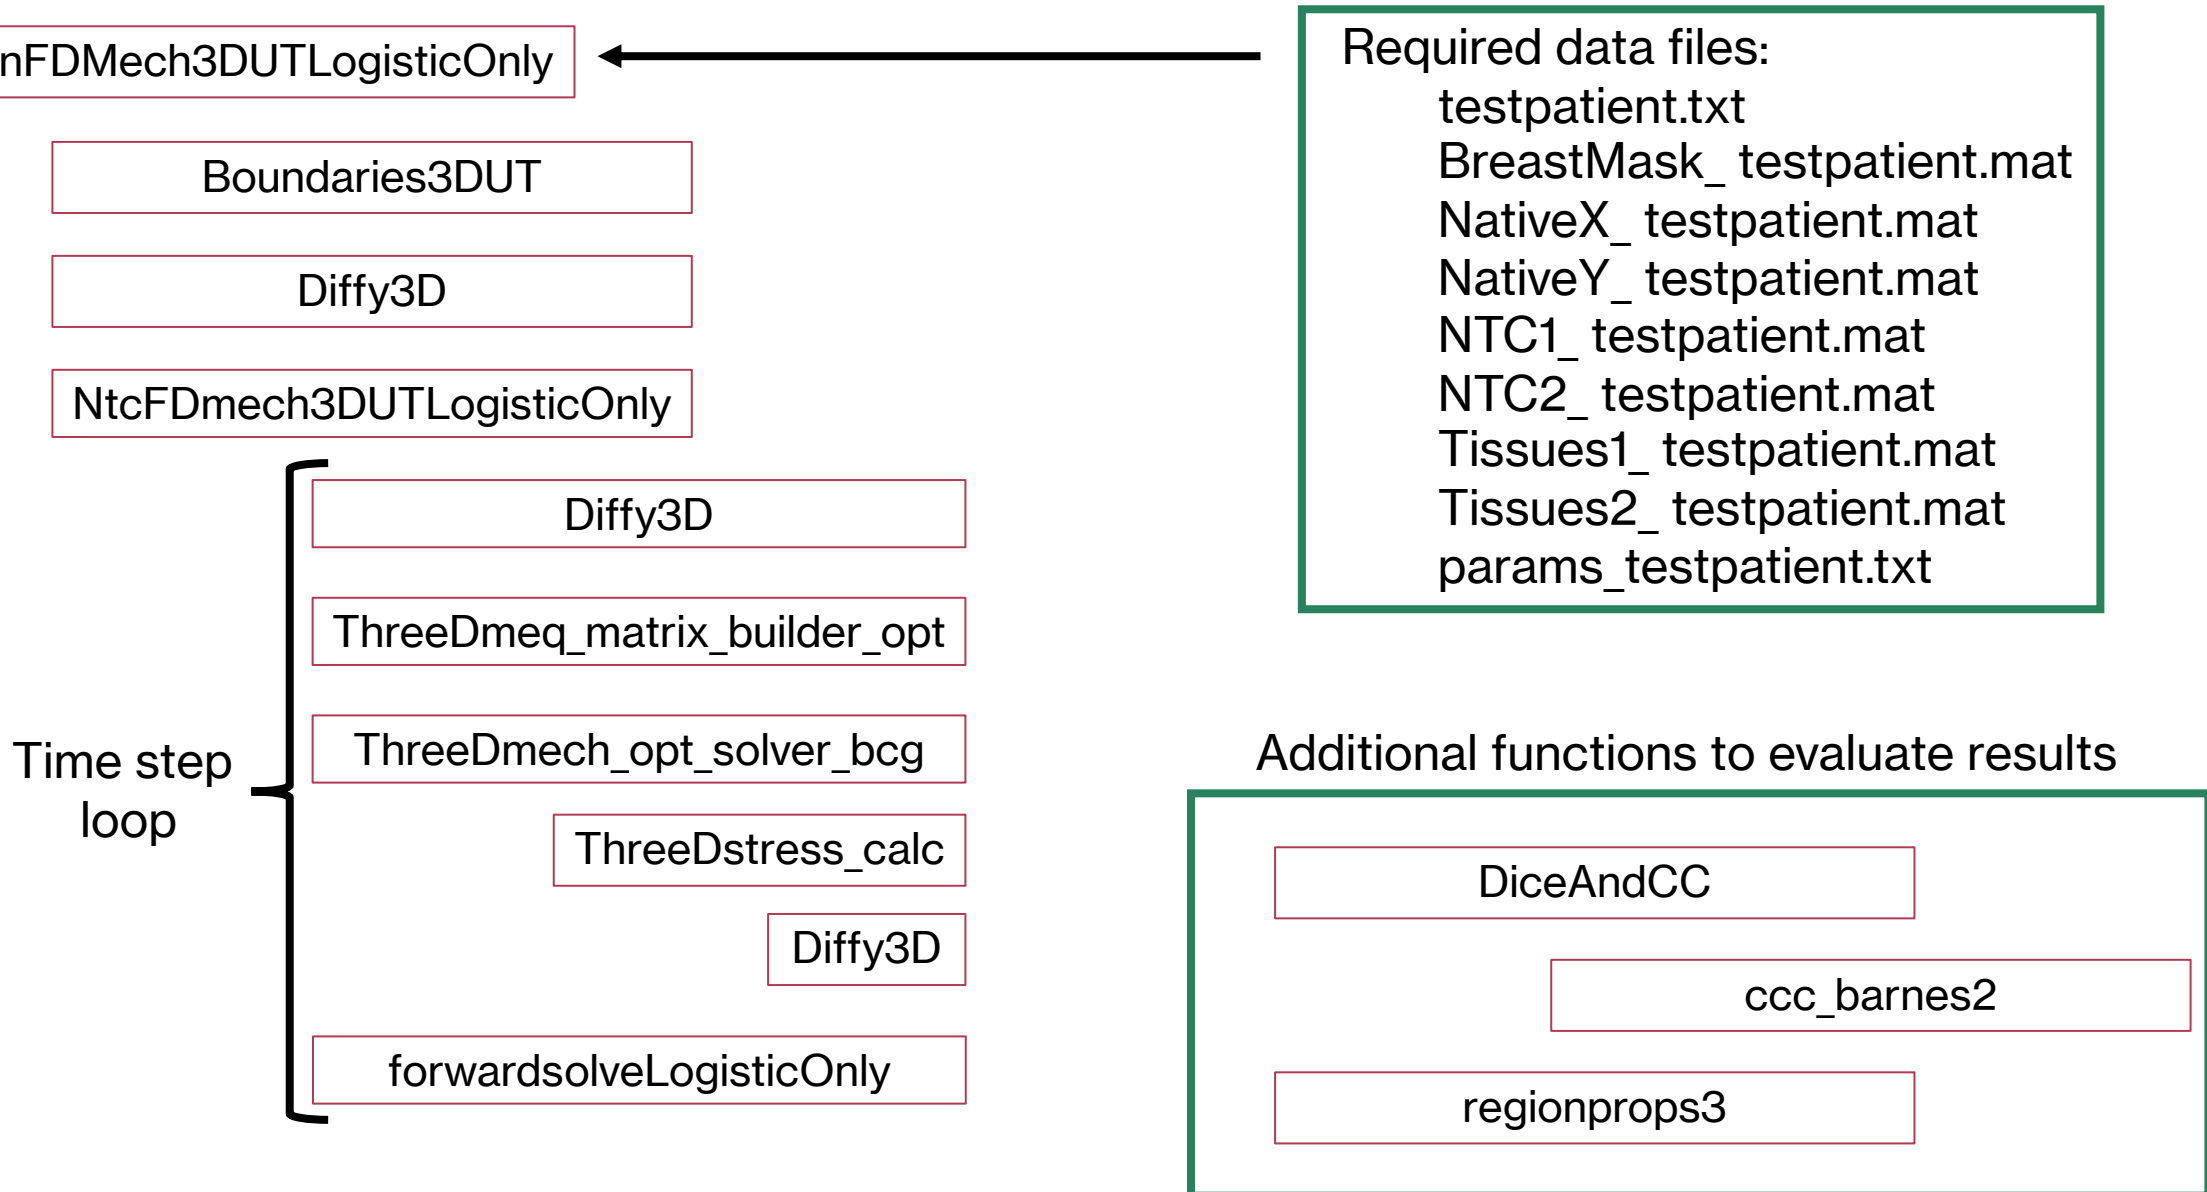 nFDMech3DUTLogisticOnly
Boundaries3DUT
Diffy3D
NtcFDmech3DUTLogisticOnly
Time step
loop
Diffy3D
ThreeDmeq_matrix_builder_opt
ThreeDmech_opt_solver_bcg
ThreeDstress_calc
Diffy3D
forwardsolveLogisticOnly
Required data files:
testpatient.txt
BreastMask_ testpatient.mat
NativeX_ testpatient.mat
NativeY_ testpatient.mat
NTC1_ testpatient.mat
NTC2_ testpatient.mat
Tissues1_ testpatient.mat
Tissues2_ testpatient.mat
params_testpatient.txt
Additional functions to evaluate results
DiceAndCC
ccc_barnes2
regionprops3